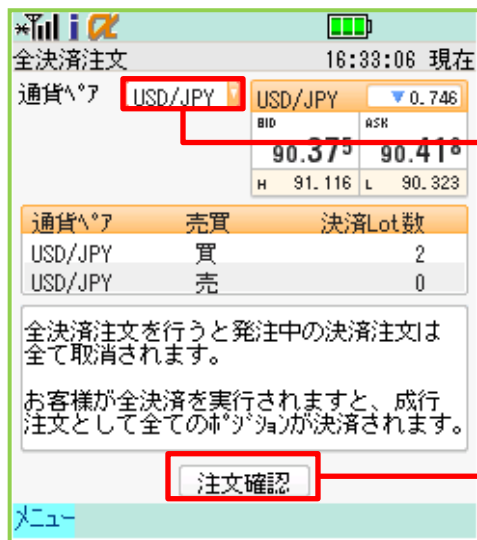 i α
全決済注文 16:33:06 現在
通貨ﾍﾟｱ USD/JPY
USD/JPY ▼0.746
BID ASK
90.375 90.418
H 91.116 L 90.323
通貨ﾍﾟｱ 売買 決済Lot数
USD/JPY 買 2
USD/JPY 売 0
全決済注文を行うと発注中の決済注文は
全て取消されます。
お客様が全決済を実行されますと、成行
注文として全てのﾎﾟｼﾞｼｮﾝが決済されます。
注文確認
ﾒﾆｭｰ